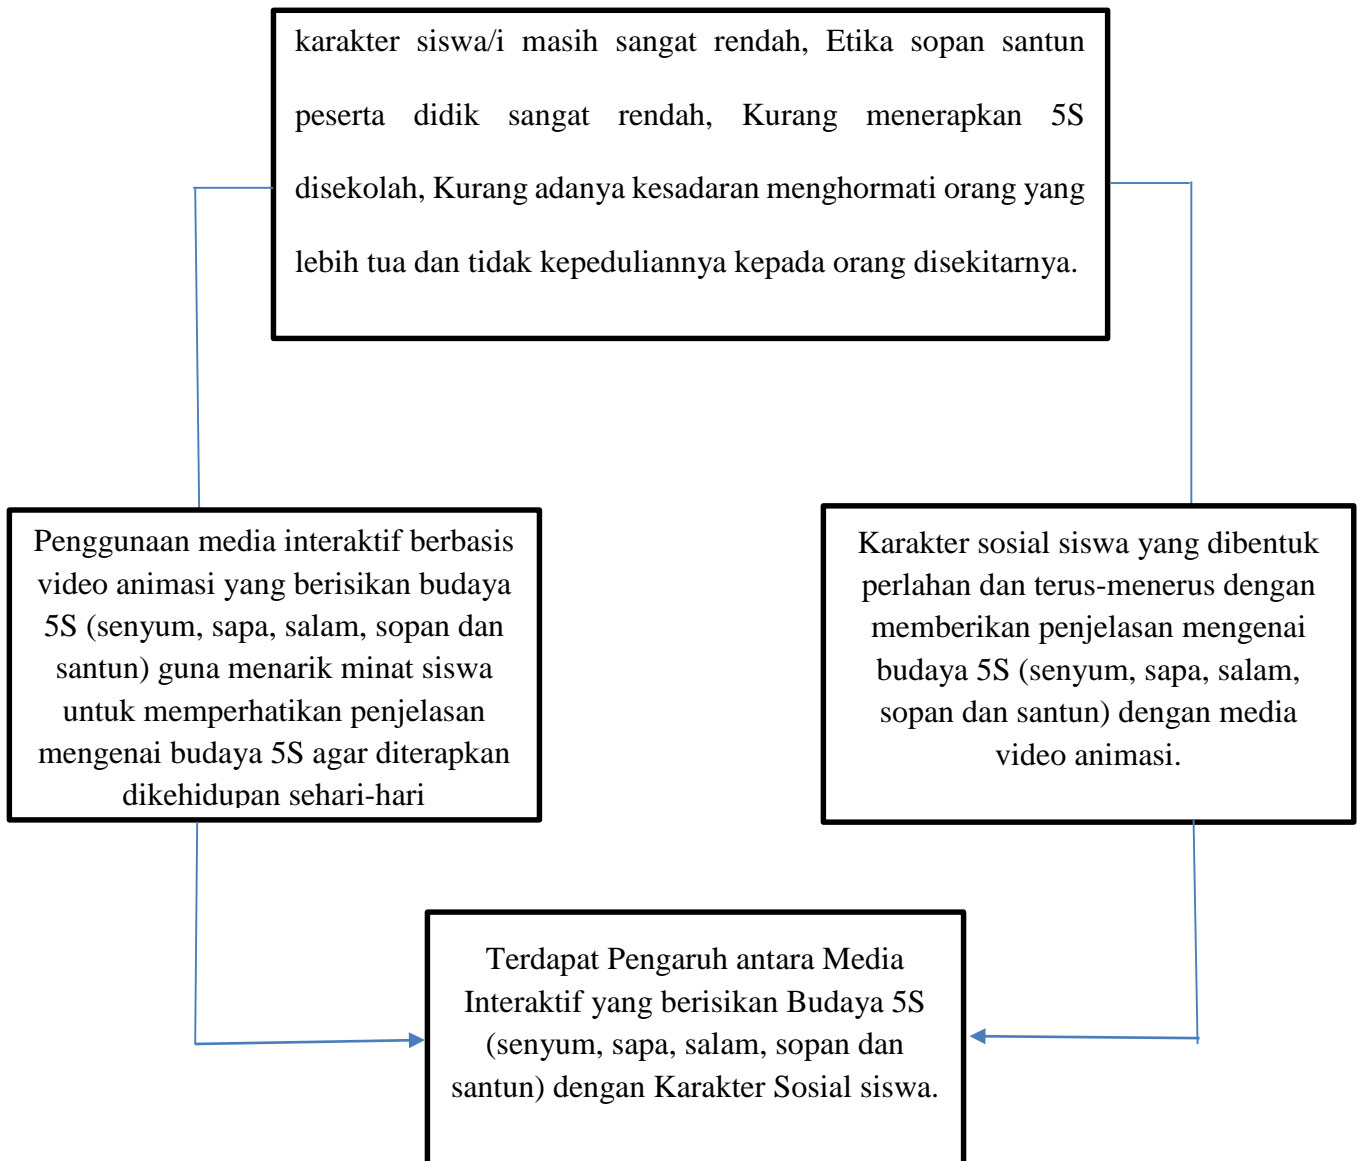 karakter siswa/i masih sangat rendah, Etika sopan santun
peserta didik sangat rendah, Kurang menerapkan 5S
disekolah, Kurang adanya kesadaran menghormati orang yang
lebih tua dan tidak kepeduliannya kepada orang disekitarnya.
Penggunaan media interaktif berbasis
video animasi yang berisikan budaya
5S (senyum, sapa, salam, sopan dan
santun) guna menarik minat siswa
untuk memperhatikan penjelasan
mengenai budaya 5S agar diterapkan
dikehidupan sehari-hari
Karakter sosial siswa yang dibentuk
perlahan dan terus-menerus dengan
memberikan penjelasan mengenai
budaya 5S (senyum, sapa, salam,
sopan dan santun) dengan media
video animasi.
Terdapat Pengaruh antara Media
Interaktif yang berisikan Budaya 5S
(senyum, sapa, salam, sopan dan
santun) dengan Karakter Sosial siswa.